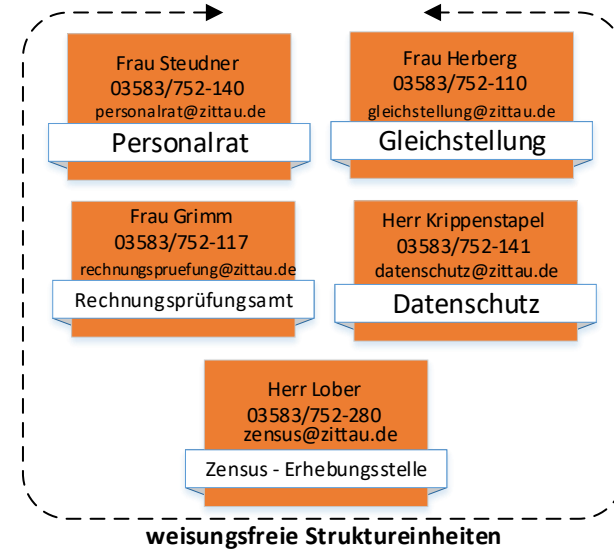 Frau Steudner
03583/752-140
personalrat@zittau.de
Personalrat
Frau Herberg
03583/752-110
gleichstellung@zittau.de
Gleichstellung
Frau Grimm
03583/752-117
rechnungspruefung@zittau.de
Rechnungsprüfungsamt
Herr Krippenstapel
03583/752-141
datenschutz@zittau.de
Datenschutz
Herr Lober
03583/752-280
zensus@zittau.de
Zensus - Erhebungsstelle
weisungsfreie Struktureinheiten